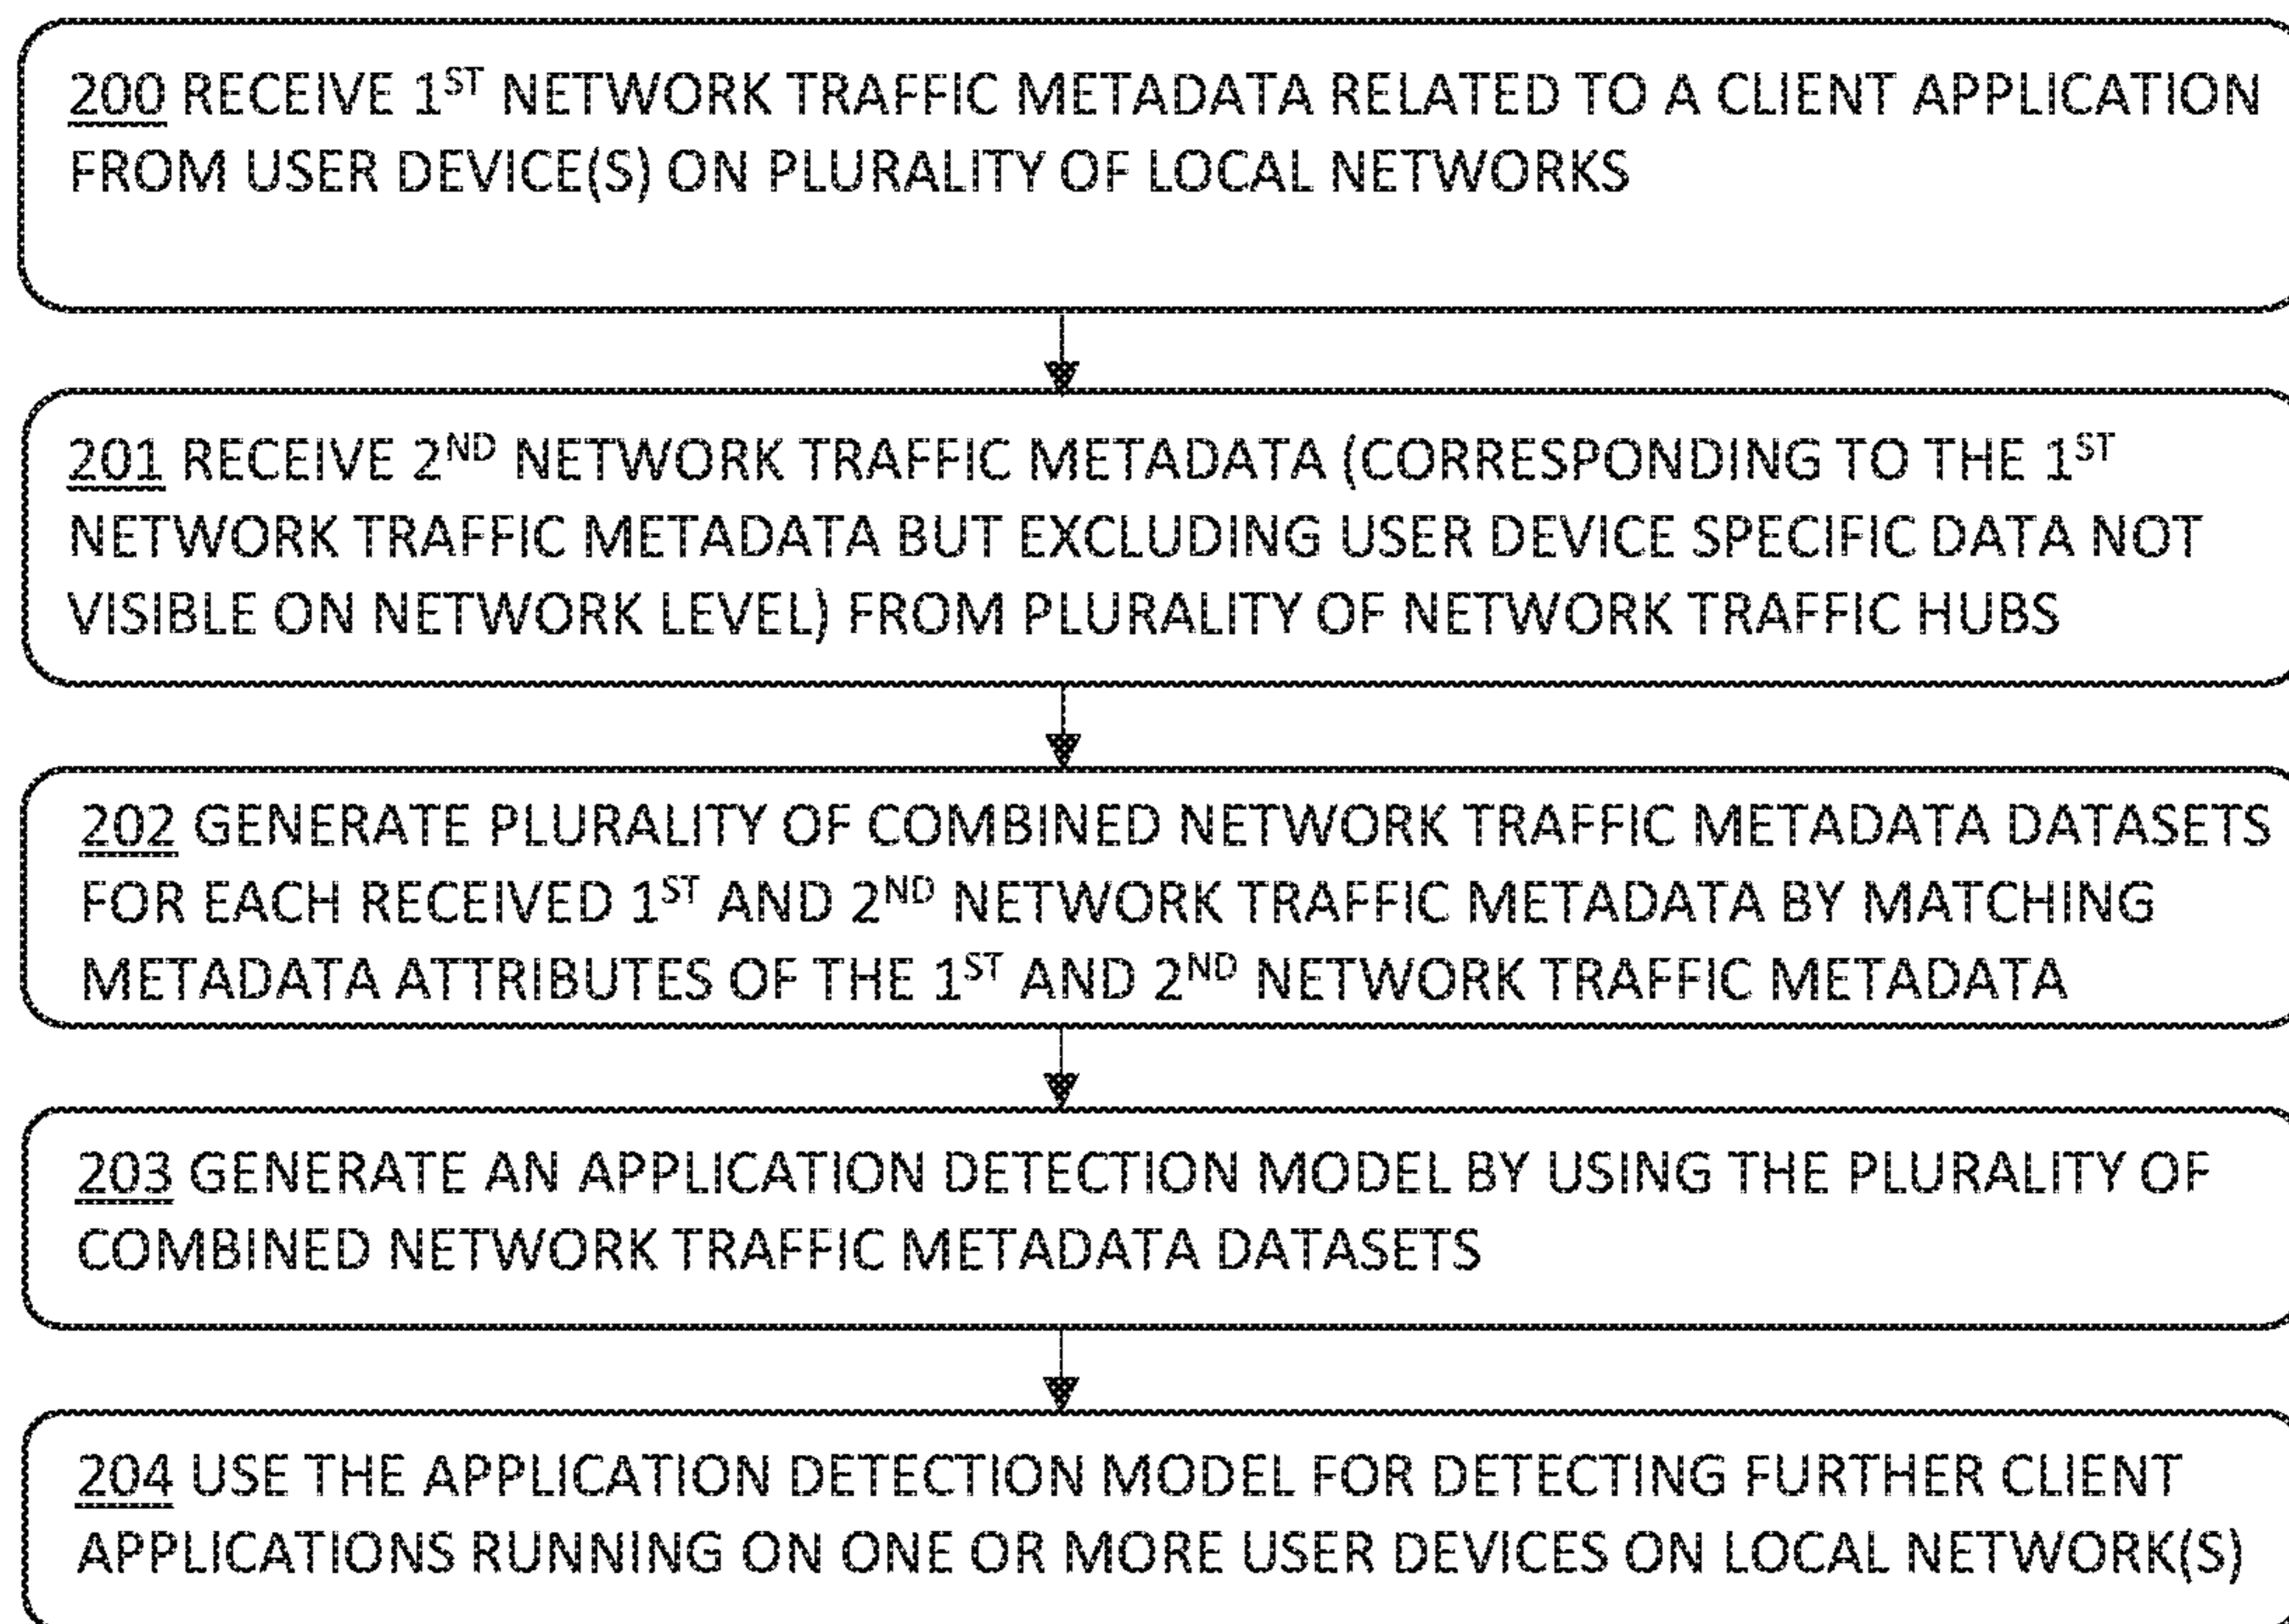 200 RECEIVE 1ST NETWORK TRAFFIC METADATA RELATED TO A CLIENT APPLICATION
FROM USER DEVICE(S) ON PLURALITY OF LOCAL NETWORKS
201 RECEIVE 2ND NETWORK TRAFFIC METADATA (CORRESPONDING TO THE 1ST
NETWORK TRAFFIC METADATA BUT EXCLUDING USER DEVICE SPECIFIC DATA NOT
VISIBLE ON NETWORK LEVEL) FROM PLURALITY OF NETWORK TRAFFIC HUBS
202 GENERATE PLURALITY OF COMBINED NETWORK TRAFFIC METADATA DATASETS
FOR EACH RECEIVED 1ST AND 2ND NETWORK TRAFFIC METADATA BY MATCHING
METADATA ATTRIBUTES OF THE 1ST AND 2ND NETWORK TRAFFIC METADATA
203 GENERATE AN APPLICATION DETECTION MODEL BY USING THE PLURALITY OF
COMBINED NETWORK TRAFFIC METADATA DATASETS
204 USE THE APPLICATION DETECTION MODEL FOR DETECTING FURTHER CLIENT
APPLICATIONS RUNNING ON ONE OR MORE USER DEVICES ON LOCAL NETWORK(S)